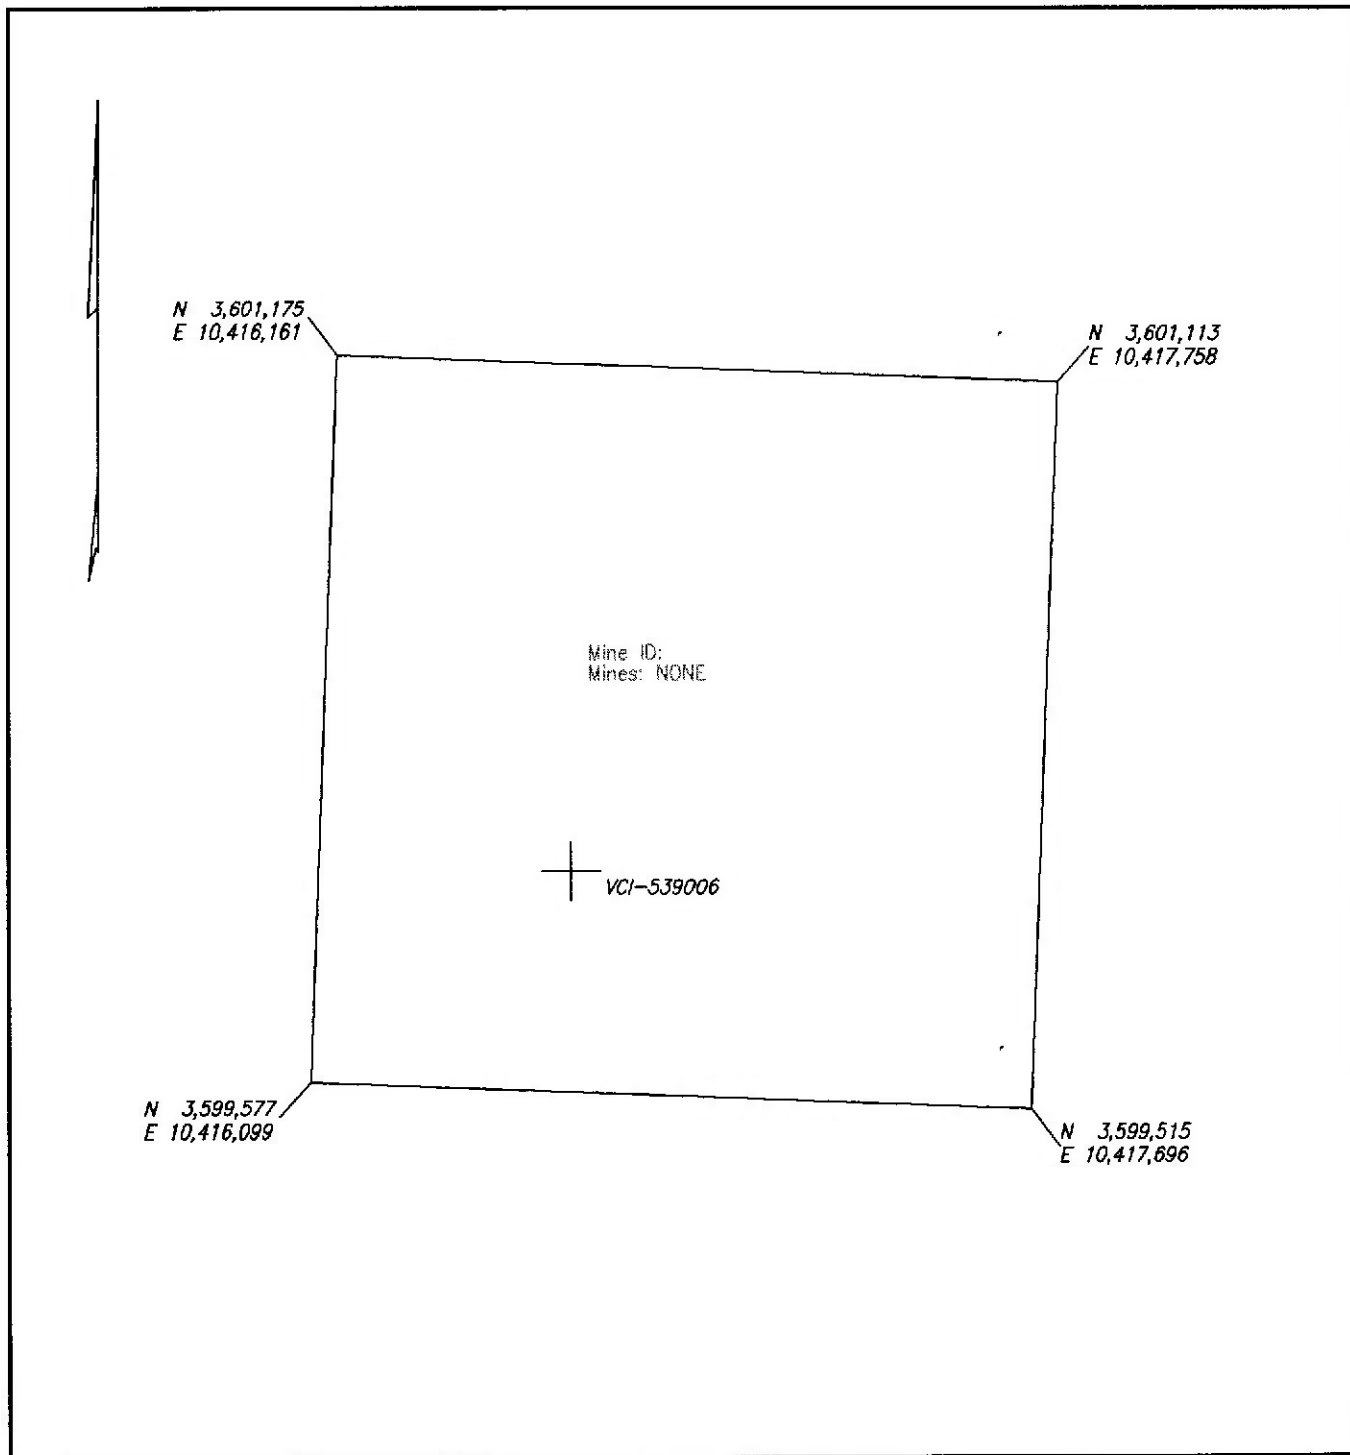 N 3,601,175
E 10,416,161
N 3,601,113
E 10,417,758
Mine ID:
Mines: NONE
VCI-539006
N 3,599,577
E 10,416,099
N 3,599,515
E 10,417,696